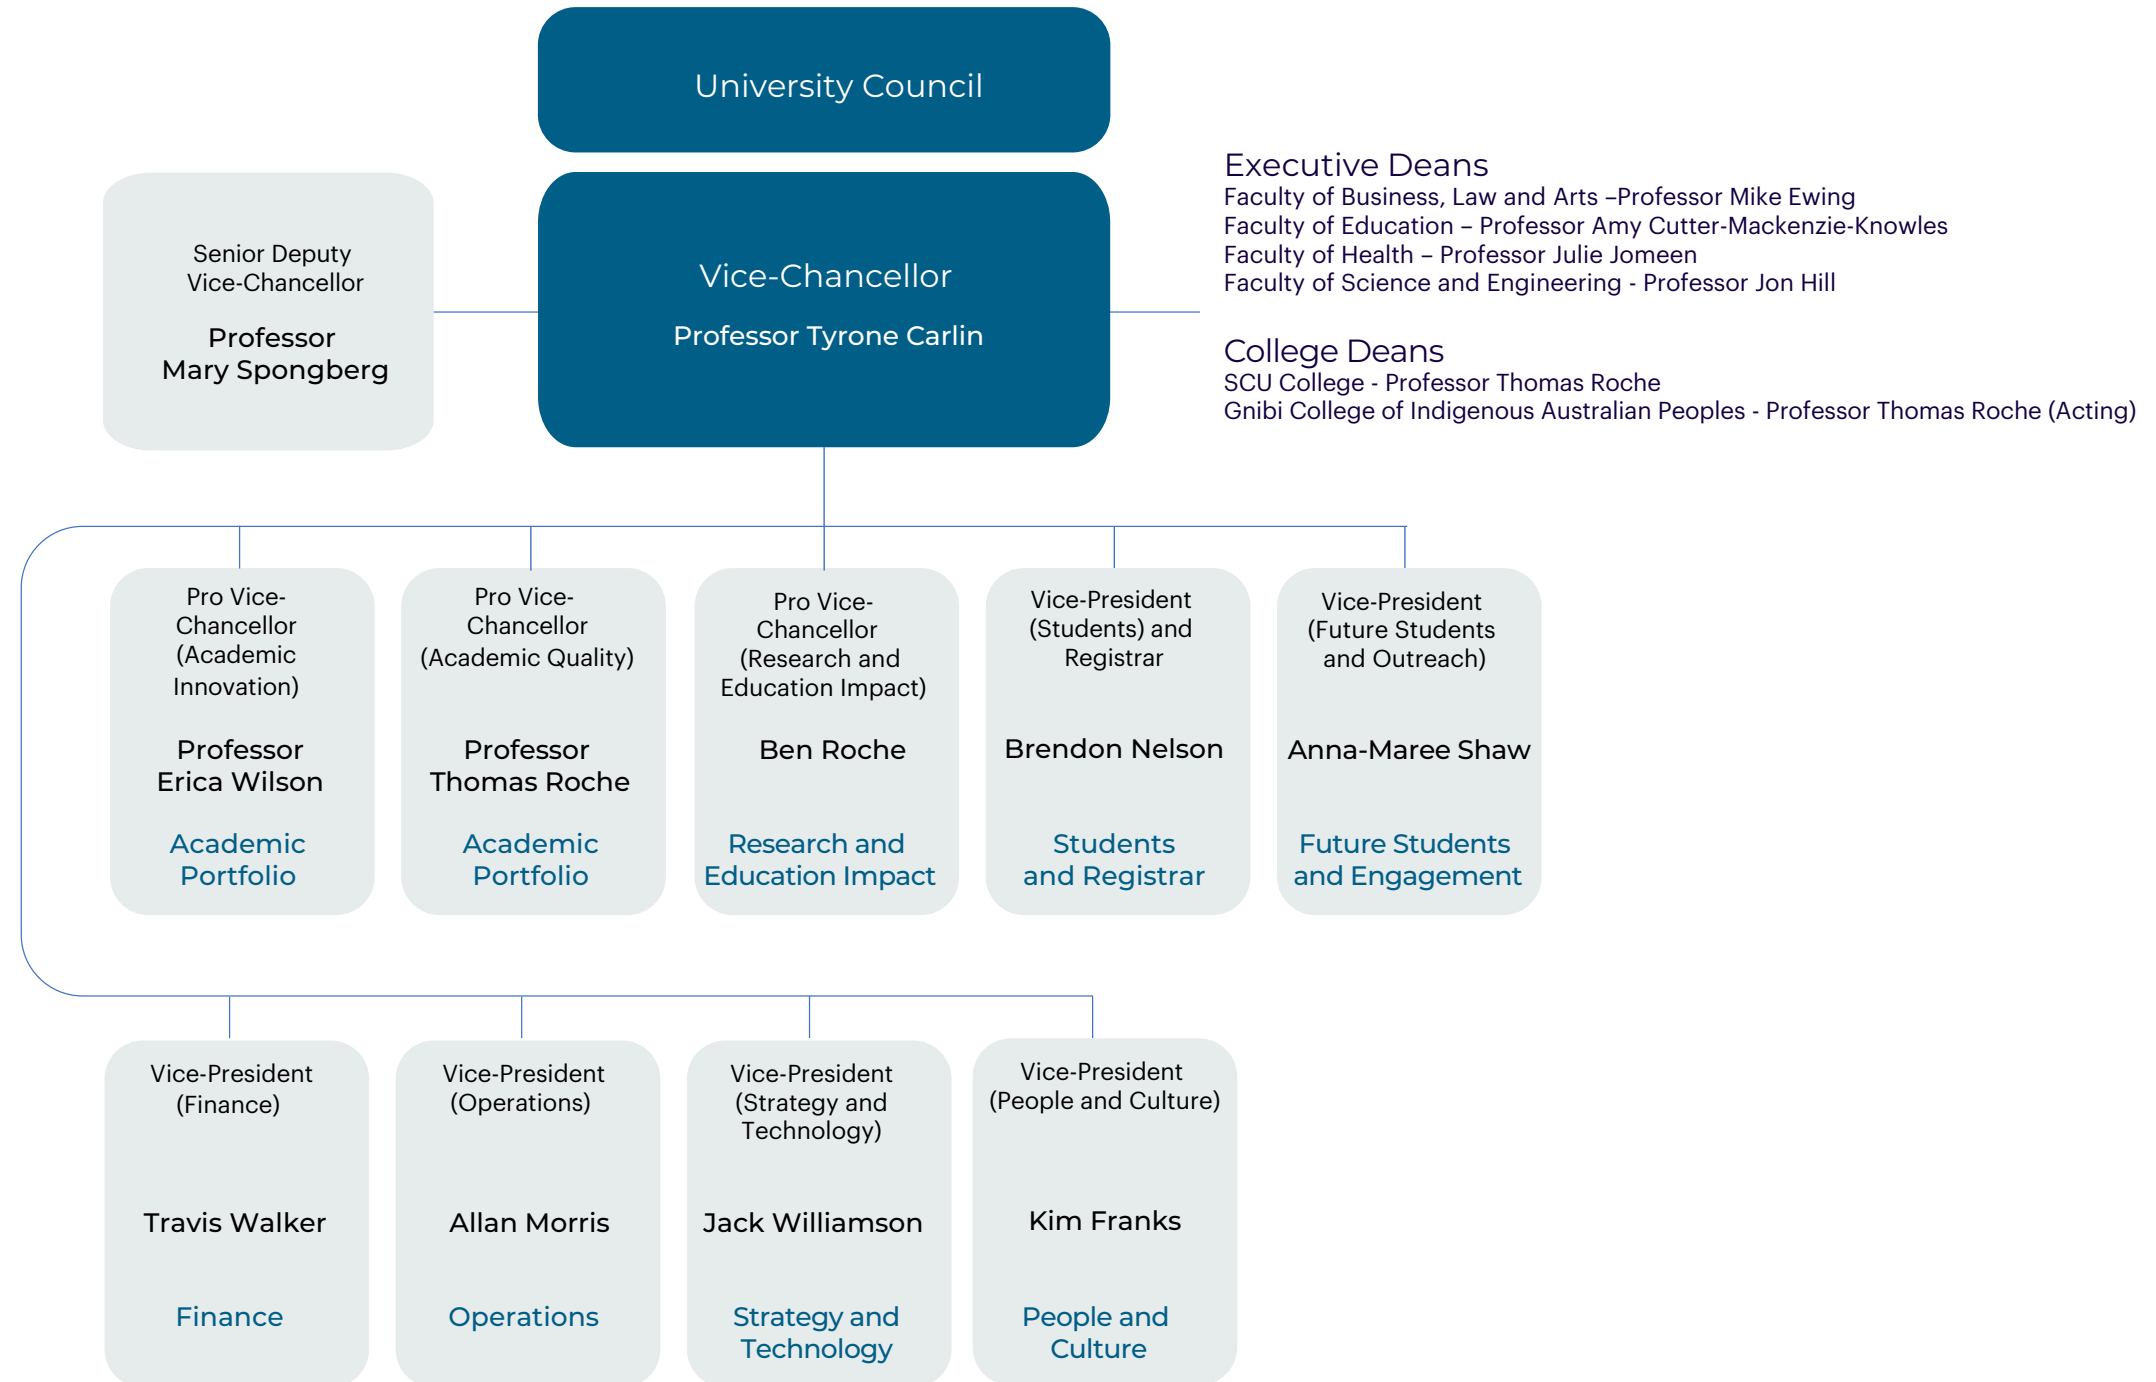 University Council
Senior Deputy
Vice-Chancellor
Professor
Mary Spongberg
Vice-Chancellor
Professor Tyrone Carlin
Executive Deans
Faculty of Business, Law and Arts –Professor Mike Ewing
Faculty of Education – Professor Amy Cutter-Mackenzie-Knowles
Faculty of Health – Professor Julie Jomeen
Faculty of Science and Engineering - Professor Jon Hill
College Deans
SCU College - Professor Thomas Roche
Gnibi College of Indigenous Australian Peoples - Professor Thomas Roche (Acting)
Pro Vice-
Chancellor
(Academic
Innovation)
Professor
Erica Wilson
Academic
Portfolio
Pro Vice-
Chancellor
(Academic Quality)
Professor
Thomas Roche
Academic
Portfolio
Pro Vice-
Chancellor
(Research and
Education Impact)
Ben Roche
Research and
Education Impact
Vice-President
(Students) and
Registrar
Brendon Nelson
Students
and Registrar
Vice-President
(Future Students
and Outreach)
Anna-Maree Shaw
Future Students
and Engagement
Vice-President
(Finance)
Travis Walker
Finance
Vice-President
(Operations)
Allan Morris
Operations
Vice-President
(Strategy and
Technology)
Jack Williamson
Strategy and
Technology
Vice-President
(People and Culture)
Kim Franks
People and
Culture